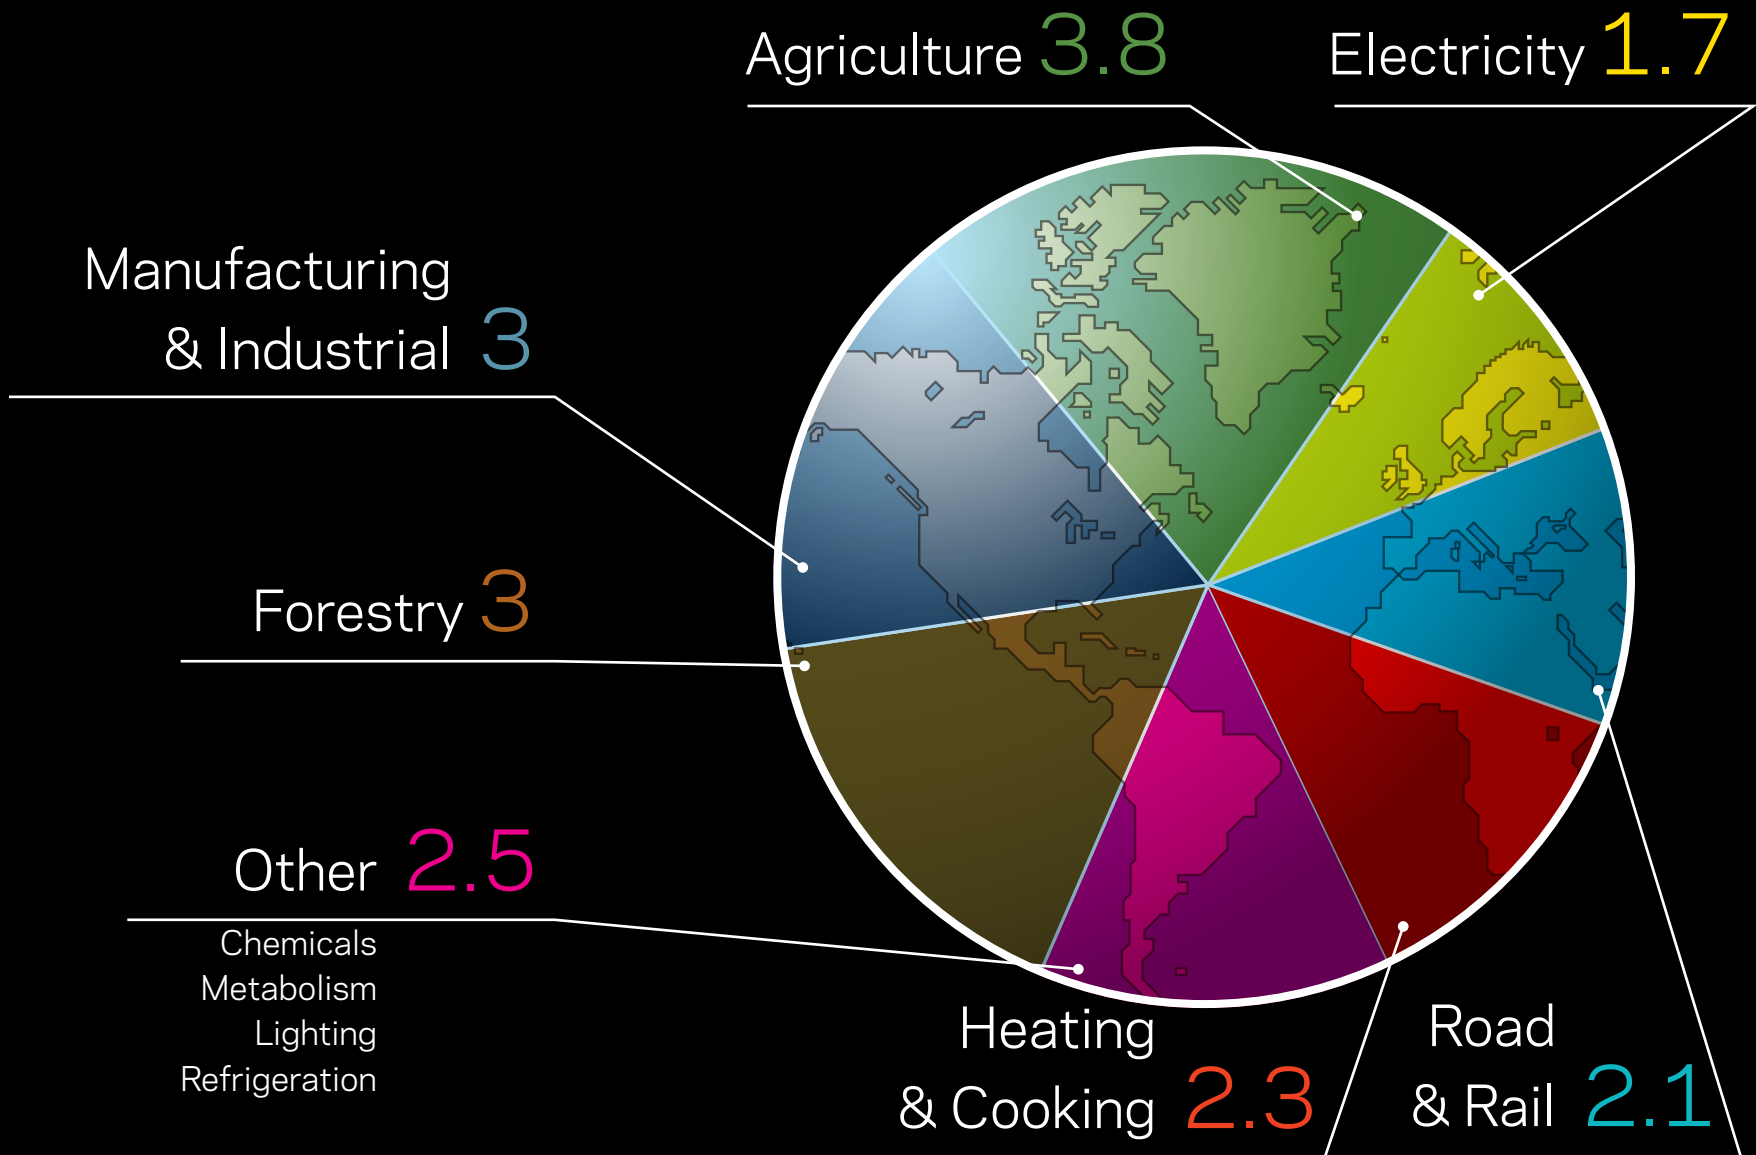 Agriculture 3.8
Electricity 1.7
Manufacturing
& Industrial 3
Forestry 3
Other 2.5
Chemicals
Metabolism
Lighting
Refrigeration
Heating
& Cooking 2.3
Road
& Rail 2.1